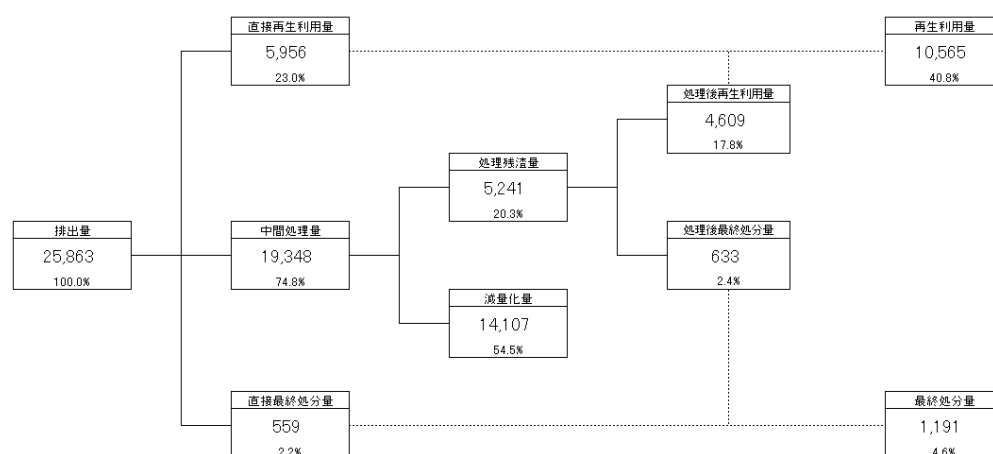 直接再生利用量
5,956
23.0%
再生利用量
10,565
40.8%
処理後再生利用量
4,609
17.8%
処理残渣量
5,241
20.3%
排出量
25,863
100.0%
中間処理量
19,348
74.8%
処理後最終処分量
633
2.4%
減量化量
14,107
54.5%
直接最終処分量
559
2.2%
最終処分量
1,191
4.6%